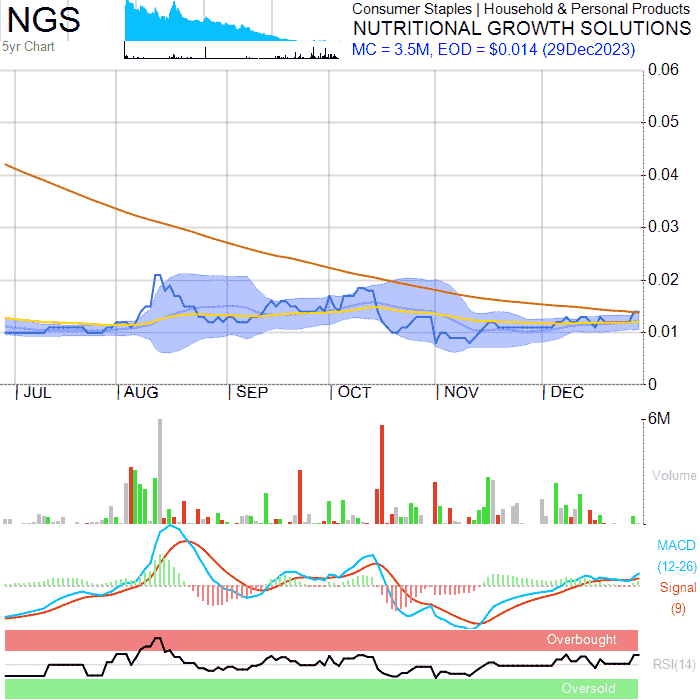 NGS
5yr Chart
Consumer Staples | Household & Personal Products
NUTRITIONAL GROWTH SOLUTIONS
MC = 3.5M, EOD = $0.014 (29Dec2023)
0.06
0.05
0.04
0.03
0.02
0.01
0
JUL
AUG
SEP
OCT
NOV
DEC
6M
Volume
MACD
(12-26)
Signal
(9)
Overbought
RSI(14)
Oversold